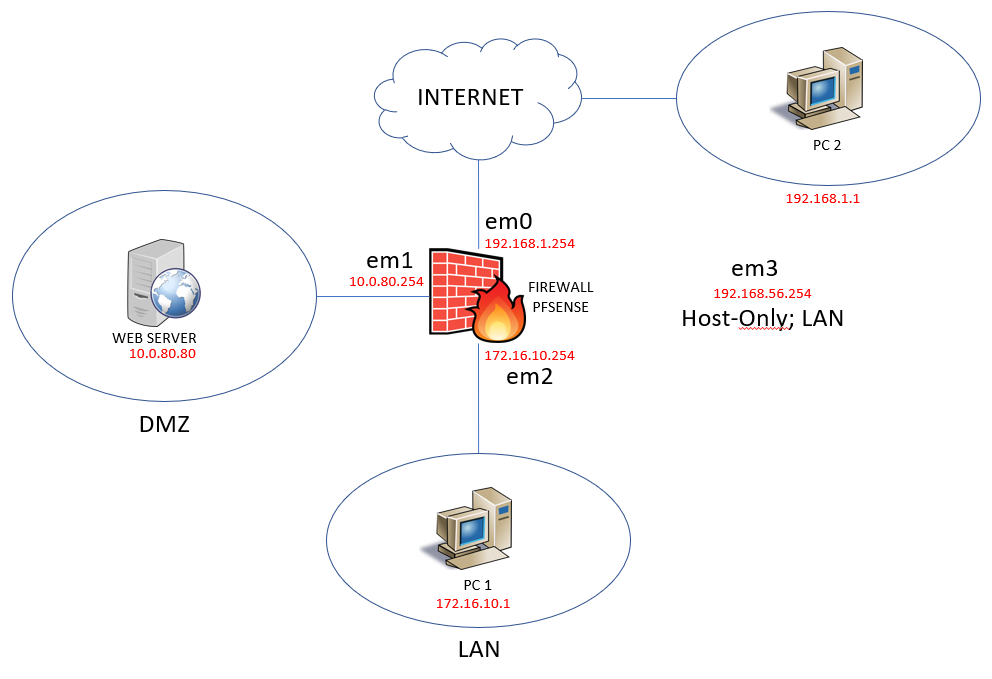 INTERNET
PC 2
192.168.1.1
em0
192.168.1.254
em1
10.0.80.254
FIREWALL
PFSENSE
em3
192.168.56.254
Host-Only; LAN
WEB SERVER
10.0.80.80
DMZ
172.16.10.254
em2
PC 1
172.16.10.1
LAN